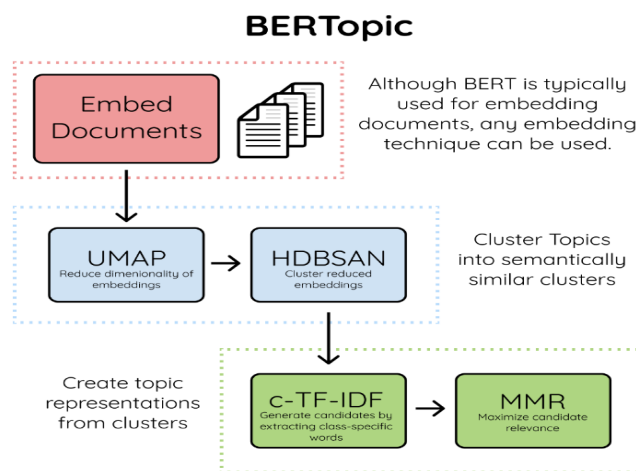 BERTopic
Embed
Documents
Although BERT is typically
used for embedding
documents, any embedding
technique can be used.
UMAP
Reduce dimenionality of
embeddings
HDBSAN
Cluster reduced
embeddings
Cluster Topics
into semantically
similar clusters
Create topic
representations
from clusters
c-TF-IDF
Generate candidates by
extracting class-specific
words
MMR
Maximize candidate
relevance